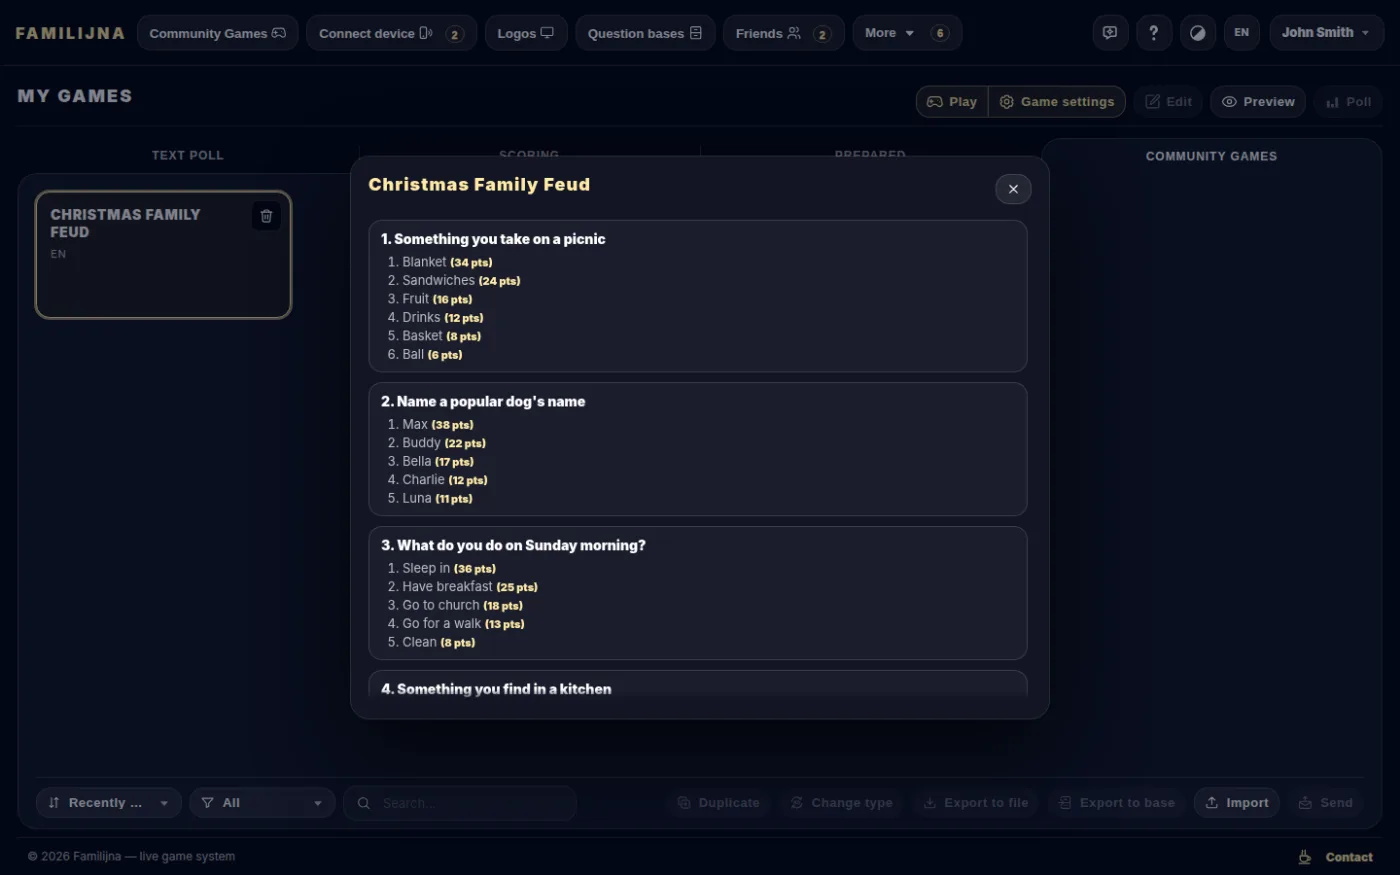 FAMILIJNA
Community Games
Connect device 2
Logos
Question bases
Friends 2
More 6
?
EN
John Smith
MY GAMES
Play
Game settings
Edit
Preview
Poll
TEXT POLL
SCORING
PREPARED
COMMUNITY GAMES
CHRISTMAS FAMILY
FEUD
EN
Christmas Family Feud
1. Something you take on a picnic
1. Blanket (34 pts)
2. Sandwiches (24 pts)
3. Fruit (16 pts)
4. Drinks (12 pts)
5. Basket (8 pts)
6. Ball (6 pts)
2. Name a popular dog's name
1. Max (38 pts)
2. Buddy (22 pts)
3. Bella (17 pts)
4. Charlie (12 pts)
5. Luna (11 pts)
3. What do you do on Sunday morning?
1. Sleep in (36 pts)
2. Have breakfast (25 pts)
3. Go to church (18 pts)
4. Go for a walk (13 pts)
5. Clean (8 pts)
4. Something you find in a kitchen
Recently ...
All
Search...
Duplicate
Change type
Export to file
Export to base
Import
Send
© 2026 Familijna — live game system
Contact